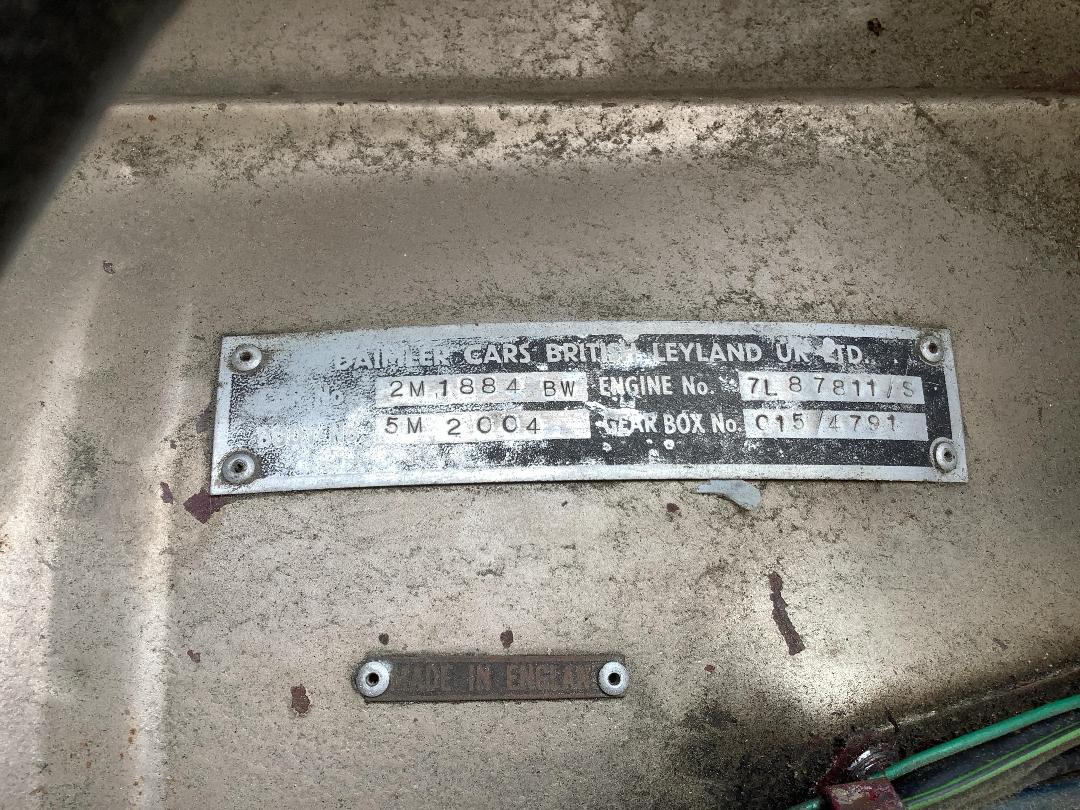 DAIMLER CARS BRITISH LEYLAND UK LTD.
No 2M 1884 BW ENGINE No. 7L 87811/S
5M 2004 GEAR BOX No. 015/4791
MADE IN ENGLAND